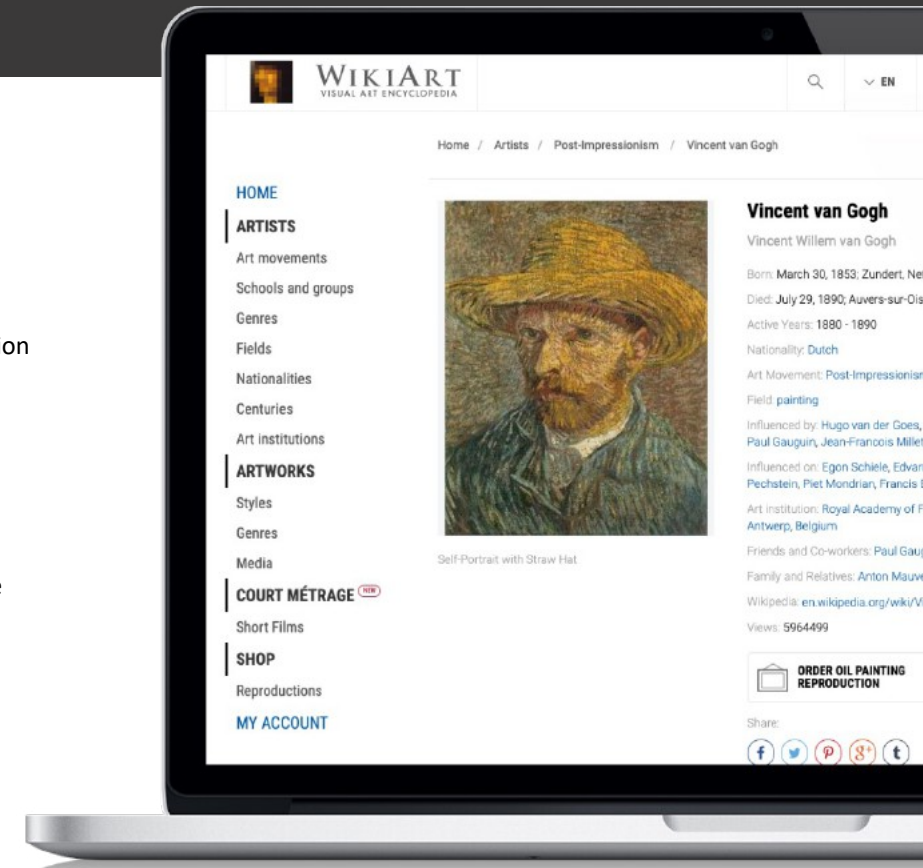 WIKIART
VISUAL ART ENCYCLOPEDIA
EN
Home / Artists / Post-Impressionism / Vincent van Gogh
HOME
ARTISTS
Art movements
Schools and groups
Genres
Fields
Nationalities
Centuries
Art institutions
ARTWORKS
Styles
Genres
Media
COURT MÉTRAGE NEW
Short Films
SHOP
Reproductions
MY ACCOUNT
Self-Portrait with Straw Hat
Vincent van Gogh
Vincent Willem van Gogh
Born: March 30, 1853; Zundert,
Died: July 29, 1890;
Active Years: 1880 - 1890
Nationality: Dutch
Art Movement: Post-Impressionism
Field: painting
Influenced by: Hugo van der Goes,
Paul Gauguin, Jean-Francois Millet
Influenced on: Egon Schiele,
Pechstein, Piet Mondrian, Francis
Art institution: Royal Academy of
Antwerp, Belgium
Friends and Co-workers: Paul
Family and Relatives: Anton Mauve
Wikipedia:
Views: 5964499
ORDER OIL PAINTING
REPRODUCTION
Share:
f
g+
t